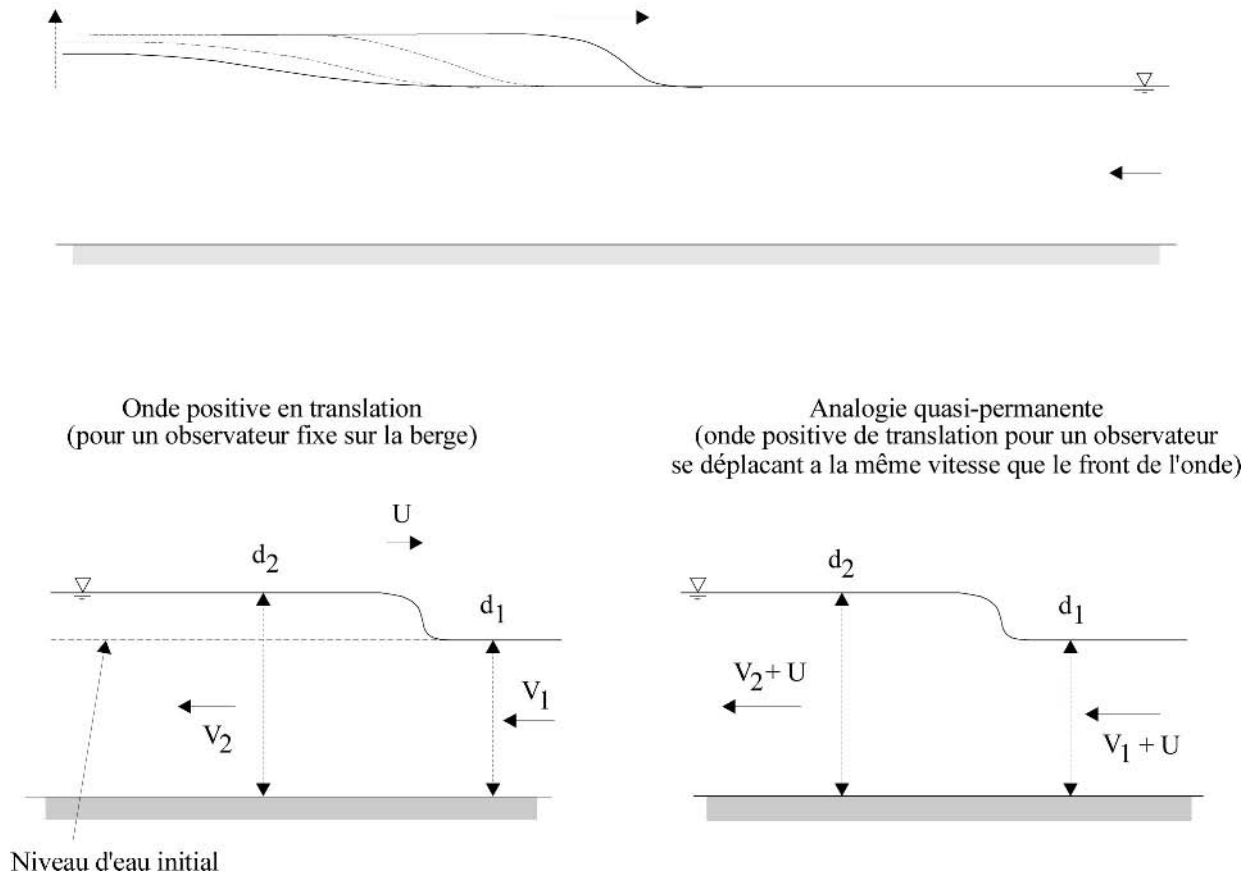 Onde positive en translation
(pour un observateur fixe sur la berge)
Analogie quasi-permanente
(onde positive de translation pour un observateur
se déplacant a la même vitesse que le front de l'onde)
U
d2
d1
V1
V2
Niveau d'eau initial
d2
d1
V2 + U
V1 + U